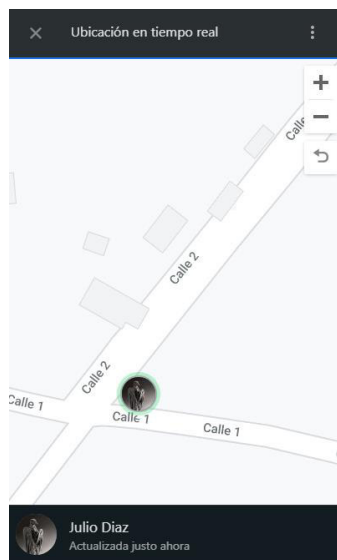 Ubicación en tiempo real
Calle
Calle 2
Calle 2
Calle 1
Calle 1
Calle 1
Julio Diaz
Actualizada justo ahora